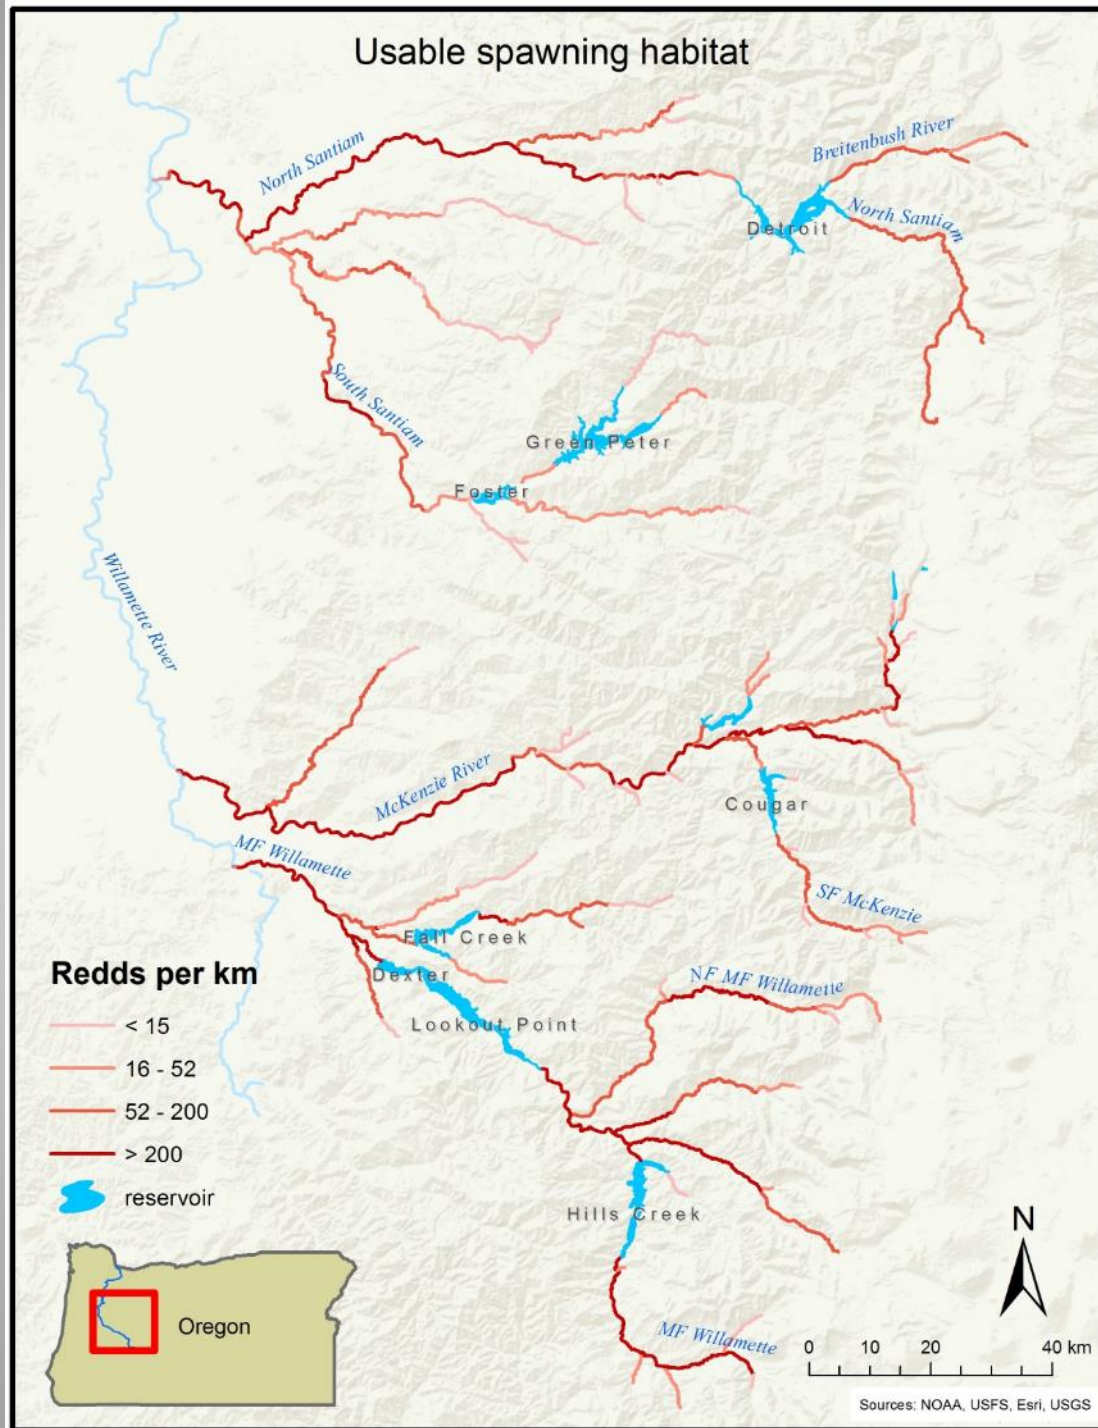 Usable spawning habitat
North Santiam
Breitenbush River
North Santiam
Detroit
South Santiam
Green Peter
Foster
Willamette River
McKenzie River
Cougar
MF Willamette
SF McKenzie
Fall Creek
Dexter
NF MF Willamette
Lookout Point
Hills Creek
MF Willamette
Redds per km
< 15
16 - 52
52 - 200
> 200
reservoir
Oregon
N
0 10 20 40 km
Sources: NOAA, USFS, Esri, USGS